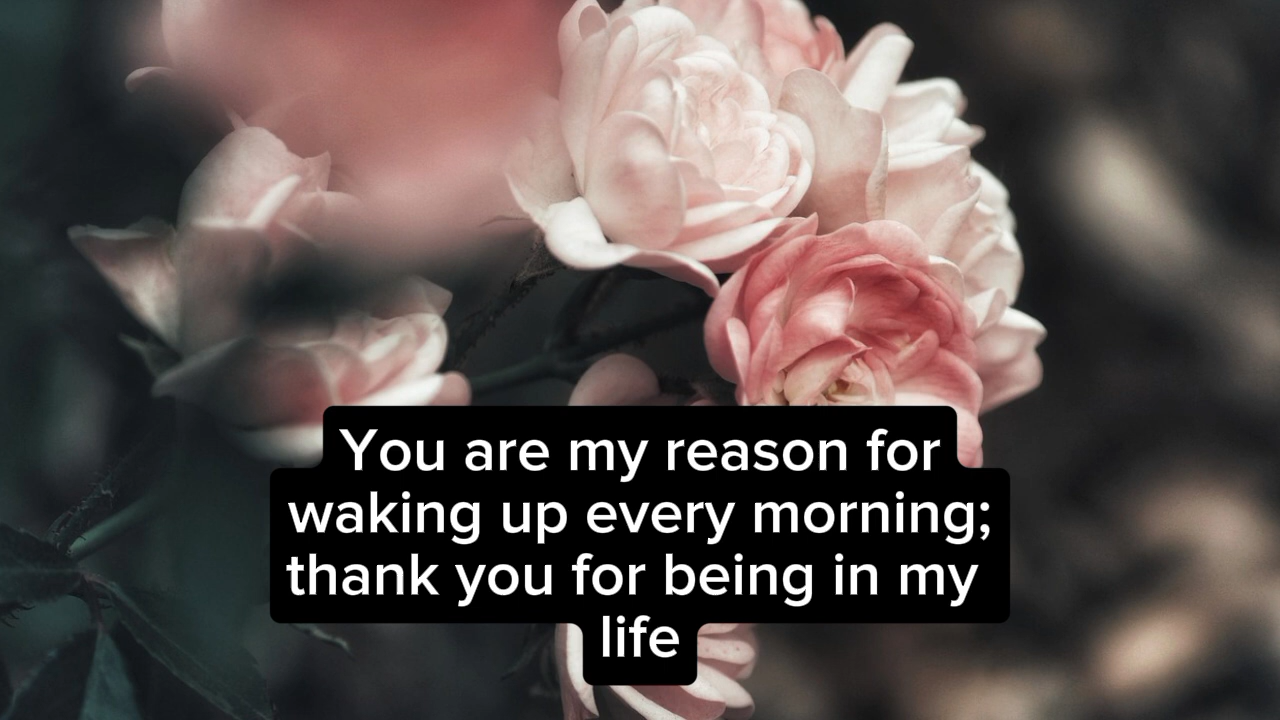 You are my reason for
waking up every morning;
thank you for being in my
life